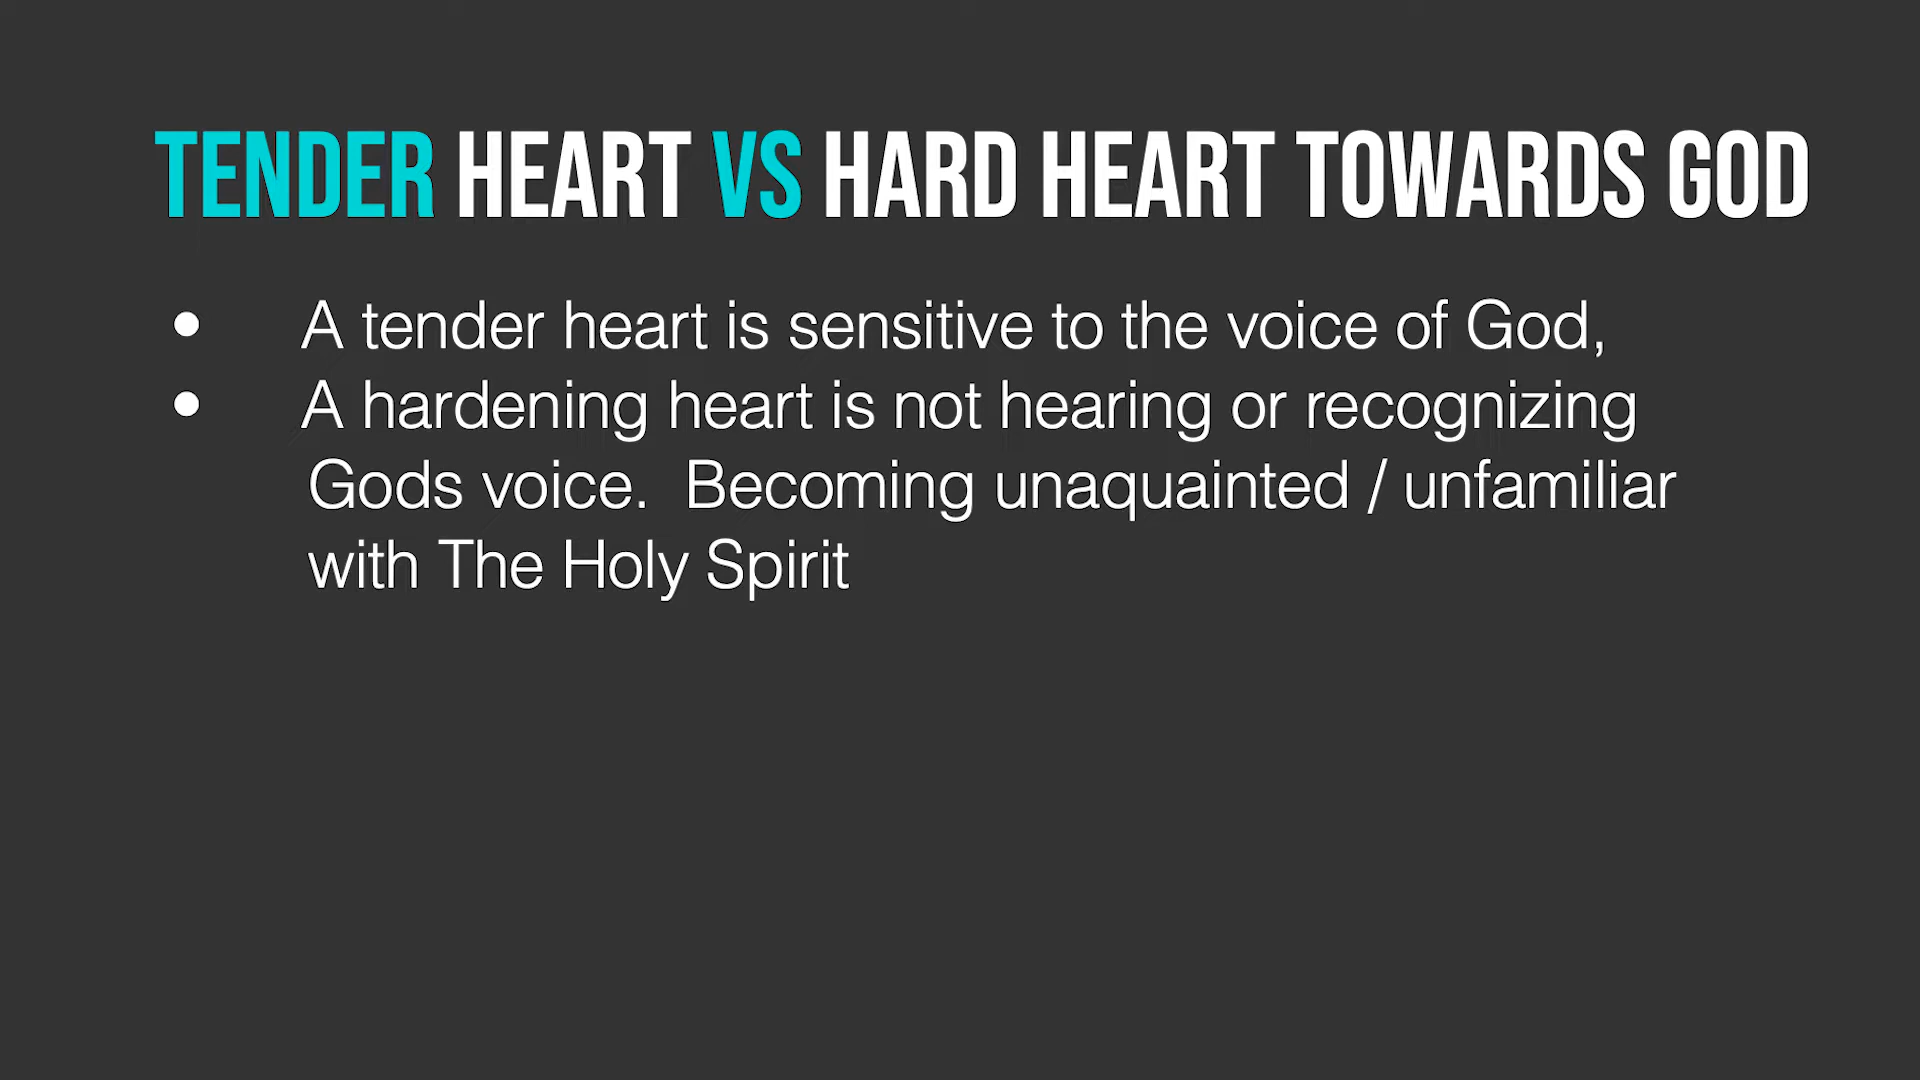 TENDER HEART VS HARD HEART TOWARDS GOD
• A tender heart is sensitive to the voice of God,
• A hardening heart is not hearing or recognizing
Gods voice.  Becoming unaquainted / unfamiliar
with The Holy Spirit